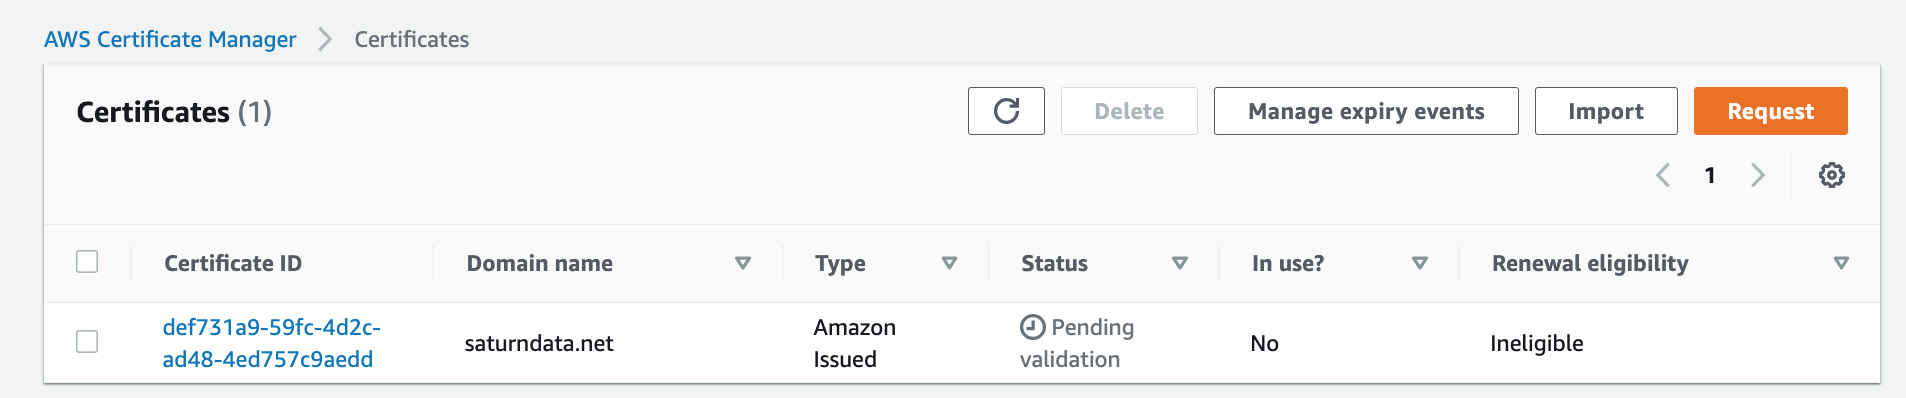 AWS Certificate Manager Certificates
Certificates (1) Delete Manage expiry events Import Request
1
Certificate ID Domain name Type Status In use? Renewal eligibility
def731a9-59fc-4d2c- Amazon Pending
saturndata.net No Ineligible
ad48-4ed757c9aedd Issued validation